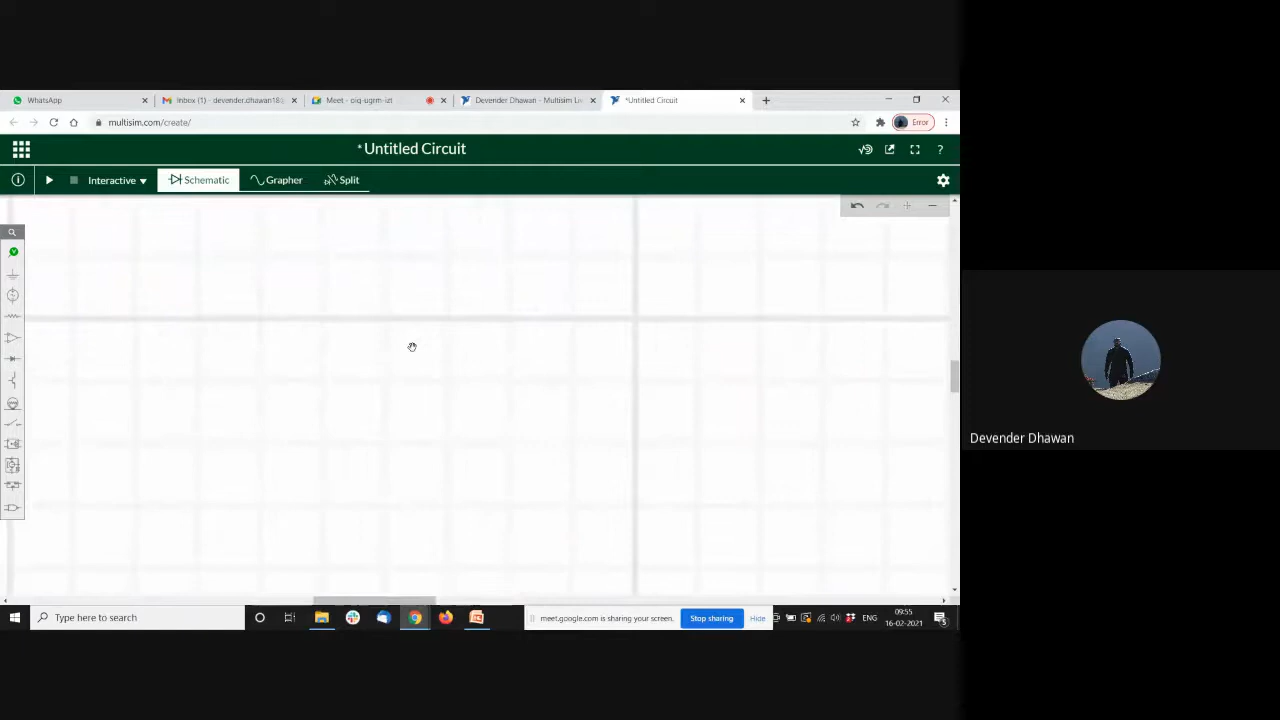 WhatsApp
Inbox (1) - devender.dhawan18@
Meet - oiq-ugrm-izt
Devender Dhawan - Multisim Liv
*Untitled Circuit
multisim.com/create/
Error
*Untitled Circuit
?
Interactive
Schematic
Grapher
Split
Devender Dhawan
Type here to search
meet.google.com is sharing your screen.
Stop sharing
Hide
ENG
09:55
16-02-2021
5